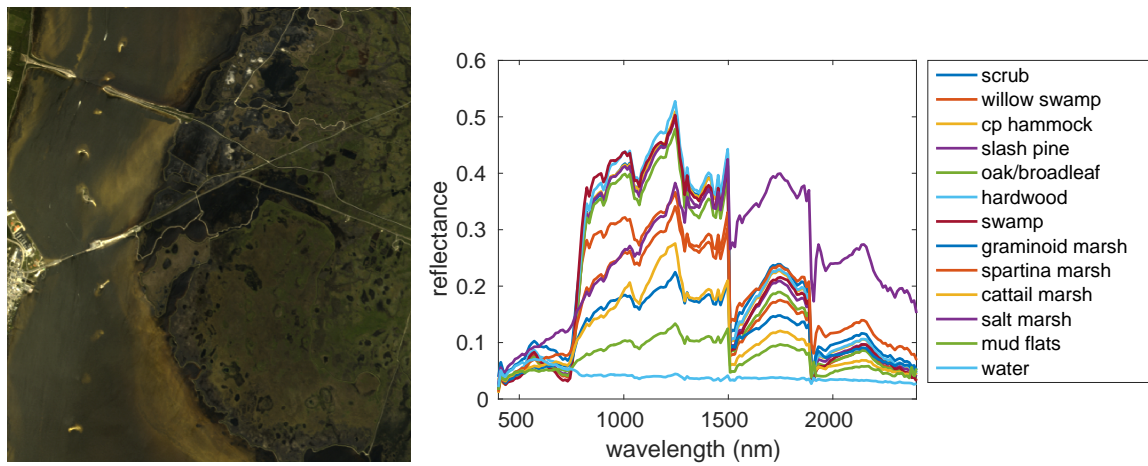 0.6
0.5
0.4
0.3
0.2
0.1
0
reflectance
500 1000 1500 2000
wavelength (nm)
scrub
willow swamp
cp hammock
slash pine
oak/broadleaf
hardwood
swamp
graminoid marsh
spartina marsh
cattail marsh
salt marsh
mud flats
water